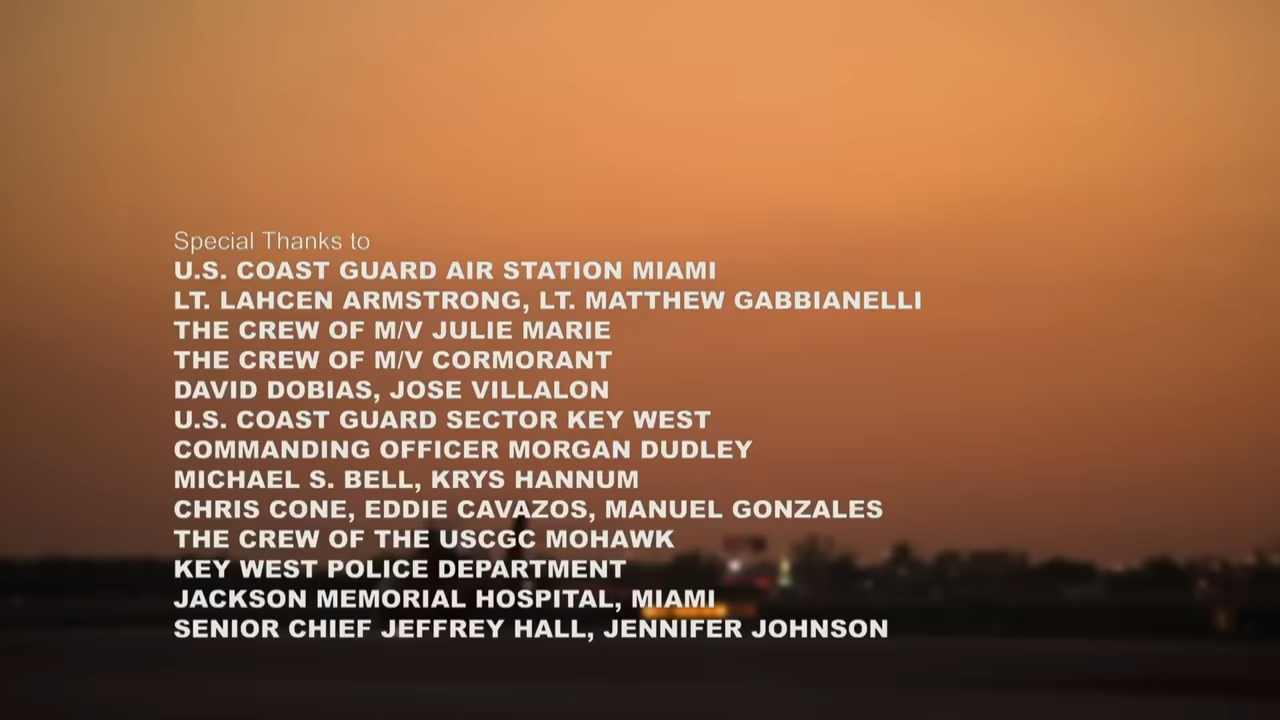 Special Thanks to
U.S. COAST GUARD AIR STATION MIAMI
LT. LAHCEN ARMSTRONG, LT. MATTHEW GABBIANELLI
THE CREW OF M/V JULIE MARIE
THE CREW OF M/V CORMORANT
DAVID DOBIAS, JOSE VILLALON
U.S. COAST GUARD SECTOR KEY WEST
COMMANDING OFFICER MORGAN DUDLEY
MICHAEL S. BELL, KRYS HANNUM
CHRIS CONE, EDDIE CAVAZOS, MANUEL GONZALES
THE CREW OF THE USCGC MOHAWK
KEY WEST POLICE DEPARTMENT
JACKSON MEMORIAL HOSPITAL, MIAMI
SENIOR CHIEF JEFFREY HALL, JENNIFER JOHNSON